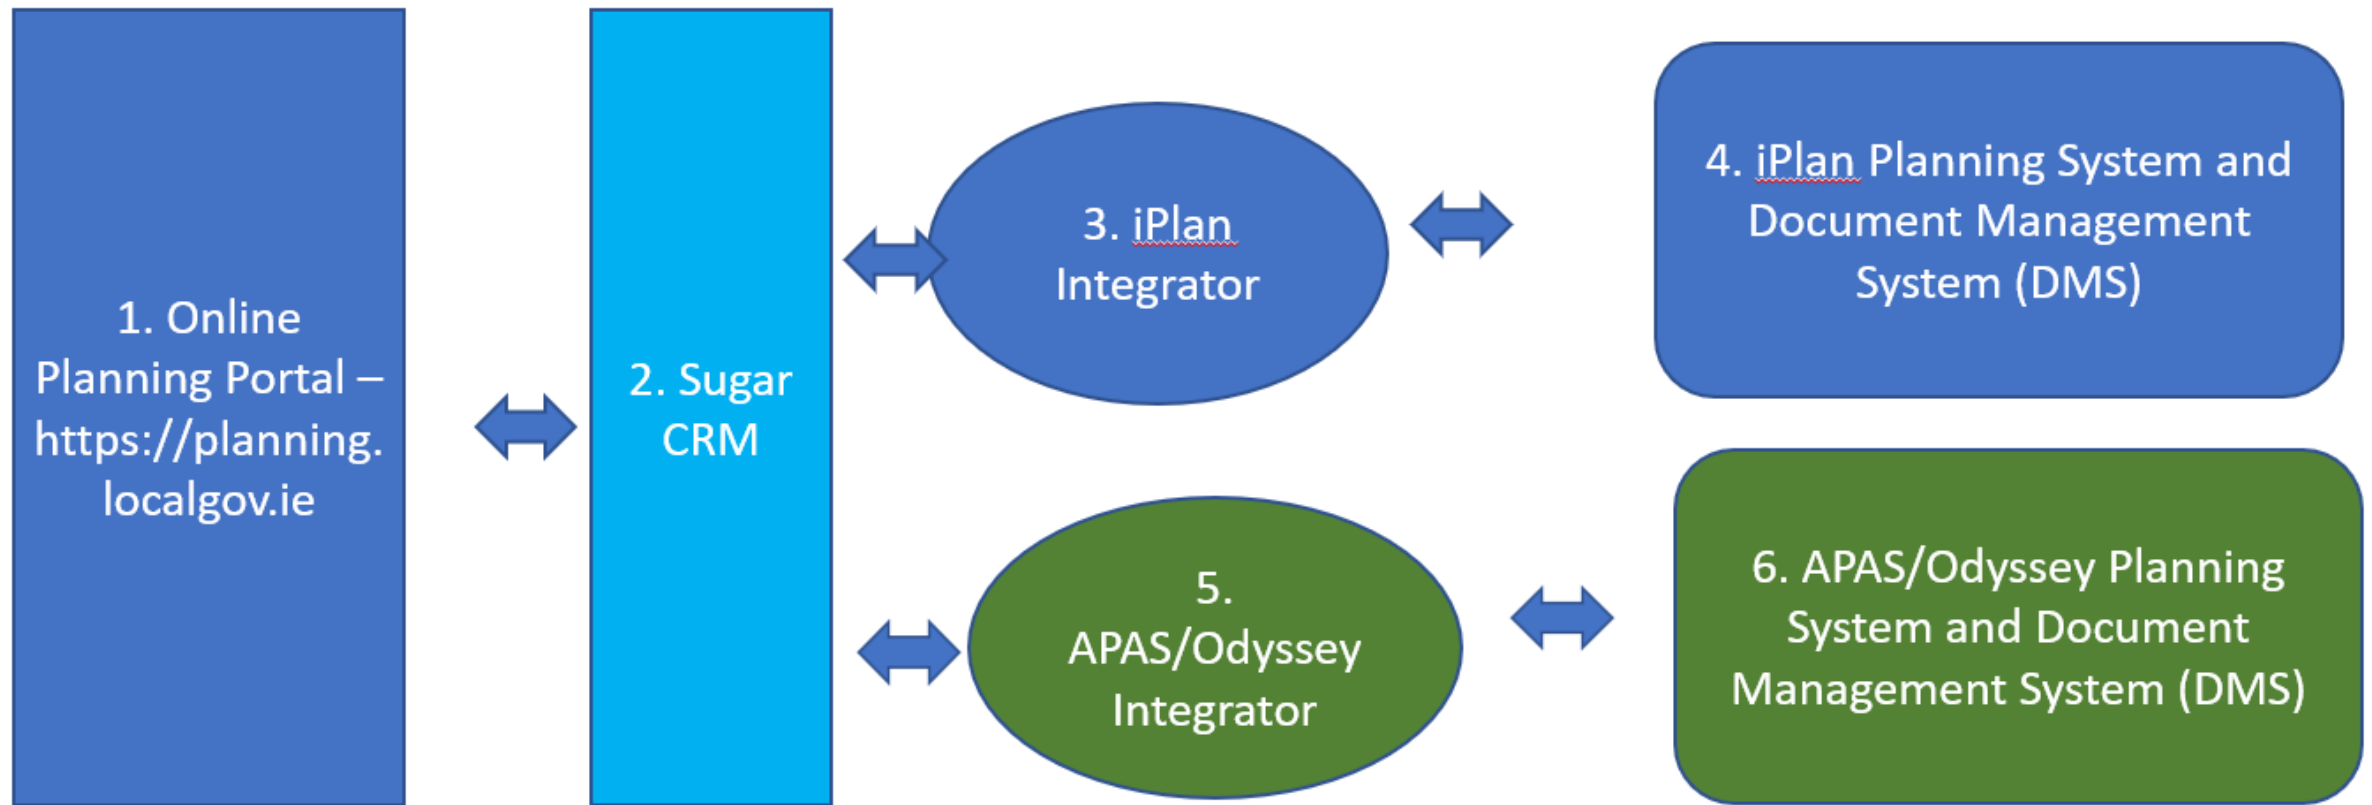 1. Online
Planning Portal –
https://planning.
localgov.ie
2. Sugar
CRM
3. iPlan
Integrator
4. iPlan Planning System and
Document Management
System (DMS)
5.
APAS/Odyssey
Integrator
6. APAS/Odyssey Planning
System and Document
Management System (DMS)